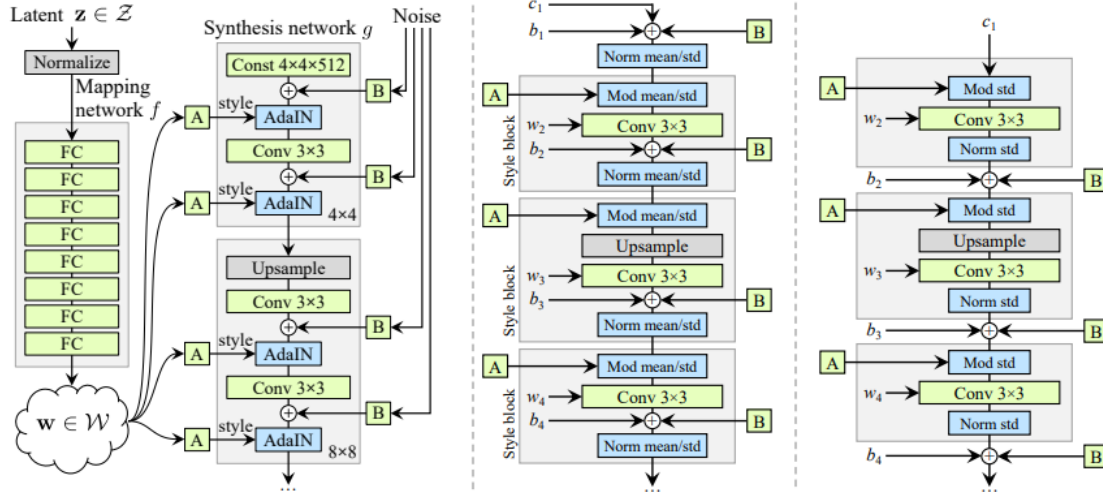 Latent z ∈ Z
Normalize
Mapping
network f
FC
FC
FC
FC
FC
FC
FC
FC
w ∈ W
Synthesis network g
Noise
Const 4×4×512
B
A
style
AdaIN
Conv 3×3
B
A
style
AdaIN
4×4
Upsample
Conv 3×3
B
A
style
AdaIN
Conv 3×3
B
A
style
AdaIN
8×8
...
c₁
b₁
B
Norm mean/std
A
Mod mean/std
w₂
Conv 3×3
b₂
B
Norm mean/std
Style block
A
Mod mean/std
Upsample
w₃
Conv 3×3
b₃
B
Norm mean/std
Style block
A
Mod mean/std
w₄
Conv 3×3
b₄
B
Norm mean/std
Style block
...
c₁
A
Mod std
w₂
Conv 3×3
Norm std
b₂
B
A
Mod std
Upsample
w₃
Conv 3×3
Norm std
b₃
B
A
Mod std
w₄
Conv 3×3
Norm std
b₄
B
...